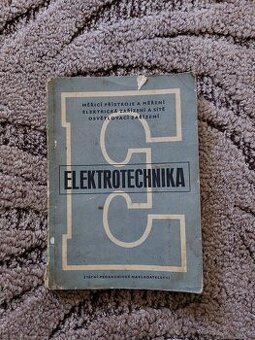 MĚŘICÍ PŘÍSTROJE A MĚŘENÍ
ELEKTRICKÁ ZAŘÍZENÍ A SÍTĚ
OSVĚTLOVACÍ ZAŘÍZENÍ
ELEKTROTECHNIKA
STÁTNÍ PEDAGOGICKÉ NAKLADATELSTVÍ